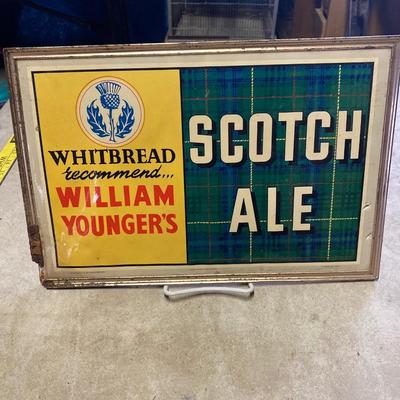 WHITBREAD
recommend...
WILLIAM
YOUNGER'S
SCOTCH
ALE